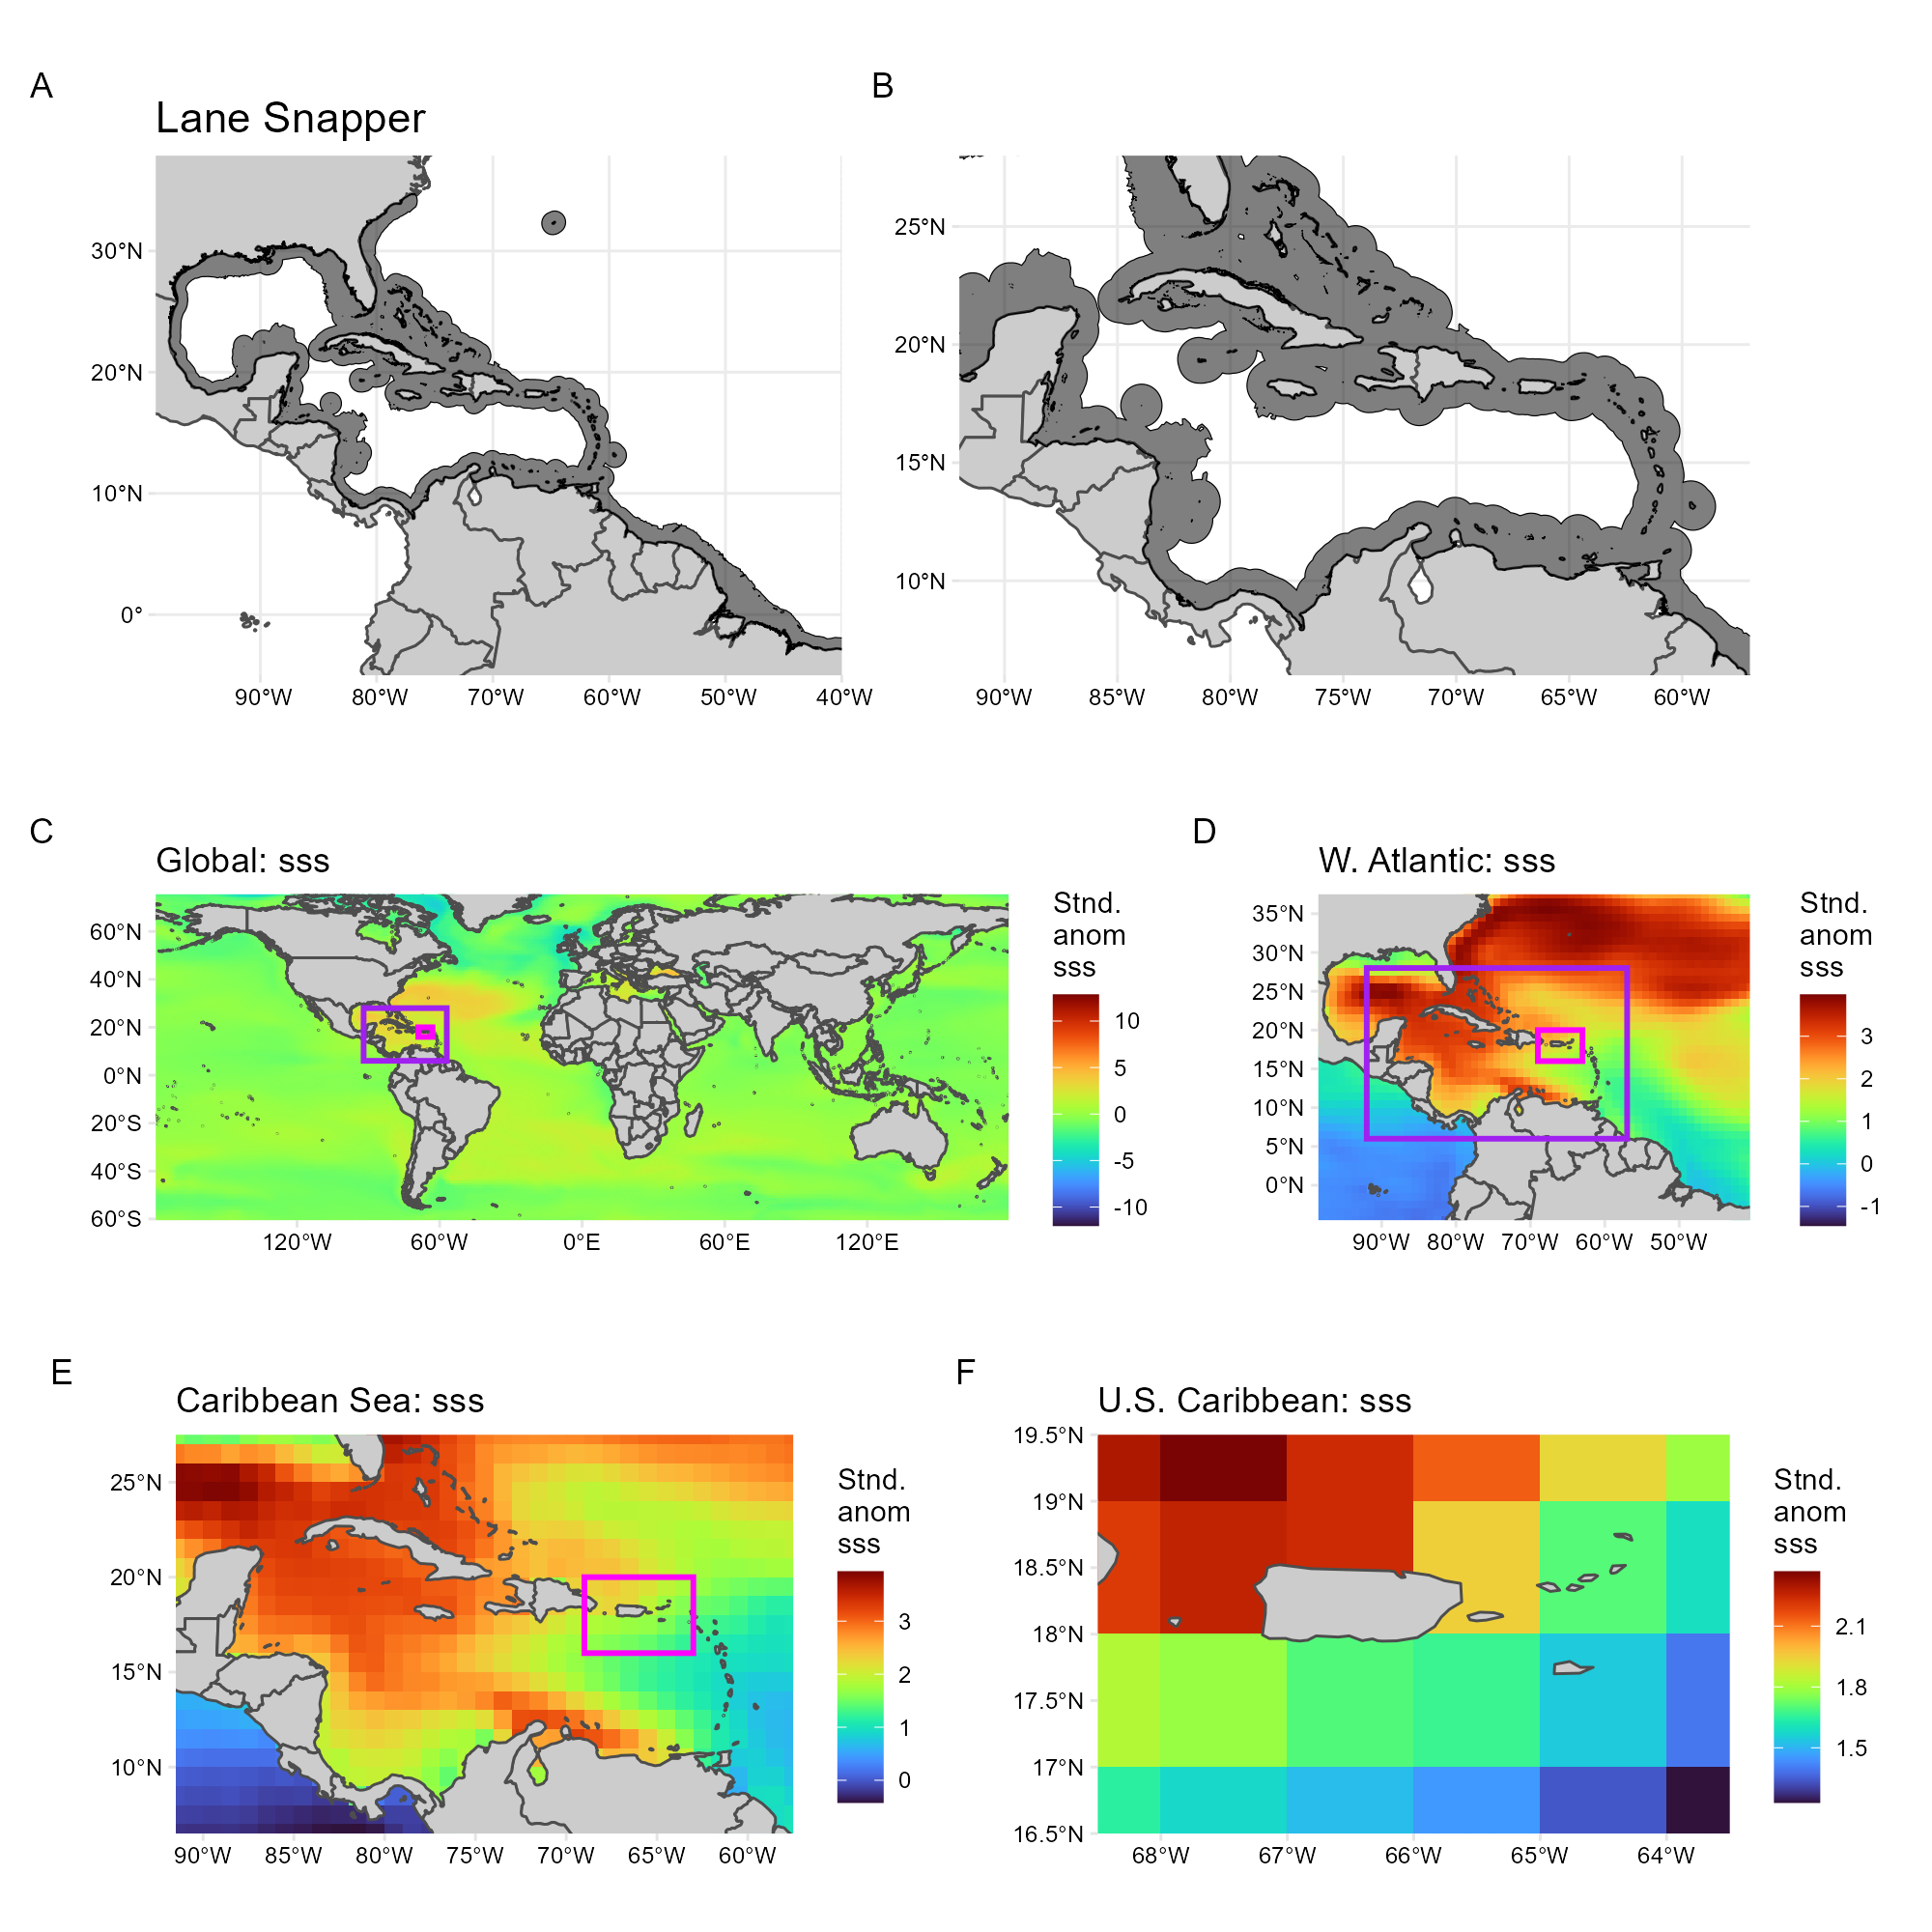 A
B
Lane Snapper
30°N
20°N
10°N
0°
90°W 80°W 70°W 60°W 50°W 40°W
25°N
20°N
15°N
10°N
90°W 85°W 80°W 75°W 70°W 65°W 60°W
C
Global: sss
60°N
40°N
20°N
0°N
20°S
40°S
60°S
120°W 60°W 0°E 60°E 120°E
Stnd.
anom
sss
10
5
0
-5
-10
D
W. Atlantic: sss
35°N
30°N
25°N
20°N
15°N
10°N
5°N
0°N
90°W 80°W 70°W 60°W 50°W
Stnd.
anom
sss
3
2
1
0
-1
E
Caribbean Sea: sss
25°N
20°N
15°N
10°N
90°W 85°W 80°W 75°W 70°W 65°W 60°W
Stnd.
anom
sss
3
2
1
0
F
U.S. Caribbean: sss
19.5°N
19°N
18.5°N
18°N
17.5°N
17°N
16.5°N
68°W 67°W 66°W 65°W 64°W
Stnd.
anom
sss
2.1
1.8
1.5